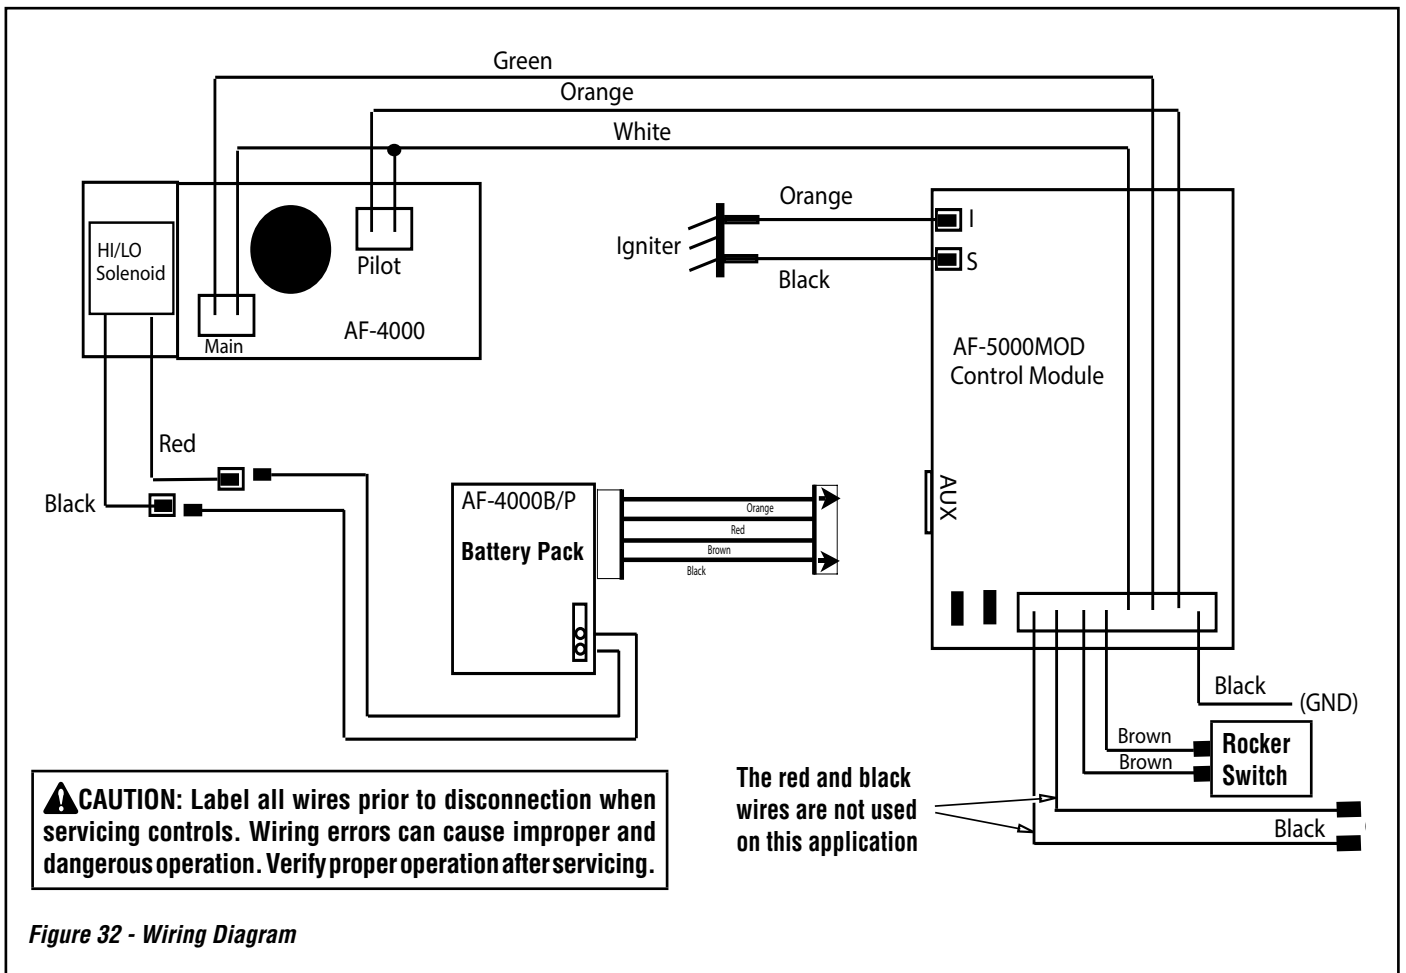 Green
Orange
White
Orange
I
Igniter
S
Black
HI/LO
Solenoid
Pilot
Main
AF-4000
AF-5000MOD
Control Module
Red
Black
AF-4000B/P
Battery Pack
Orange
Red
Brown
Black
AUX
Black
(GND)
Brown
Brown
Rocker
Switch
The red and black
wires are not used
on this application
Black
CAUTION: Label all wires prior to disconnection when
servicing controls. Wiring errors can cause improper and
dangerous operation. Verify proper operation after servicing.
Figure 32 - Wiring Diagram